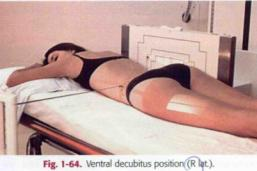 Fig. 1-64. Ventral decubitus position (R lat.).